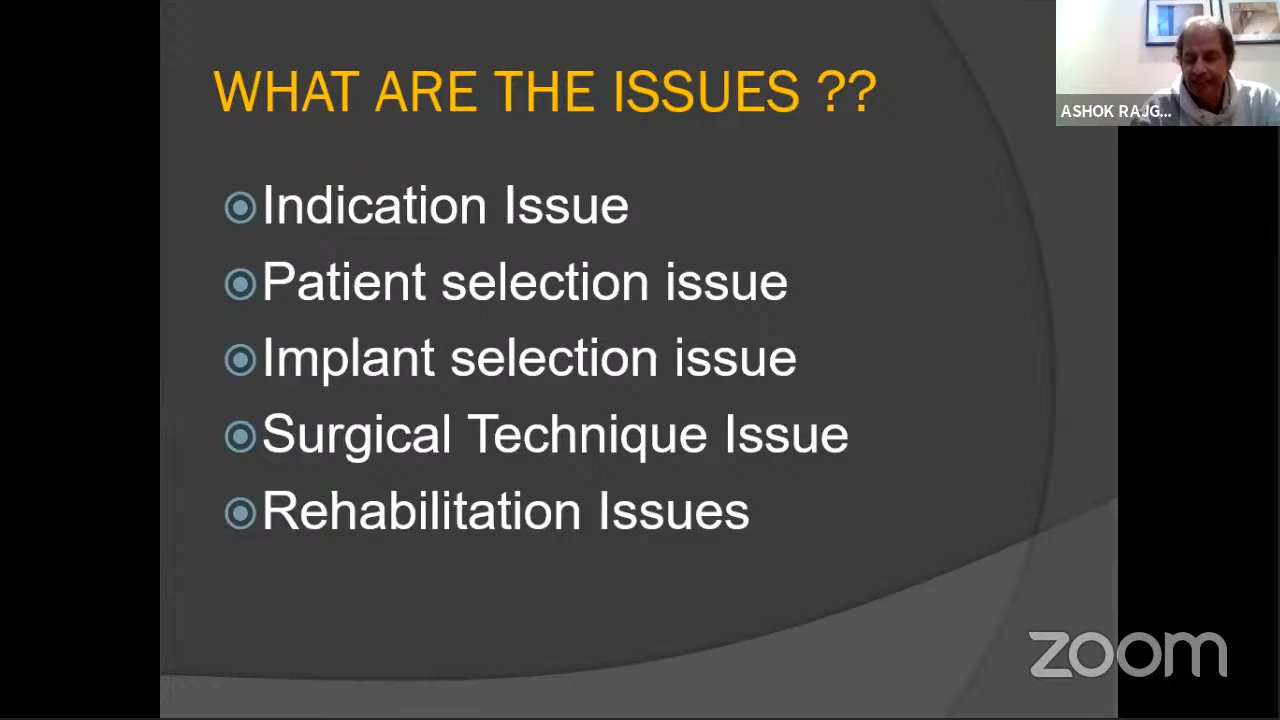 WHAT ARE THE ISSUES ??
ASHOK RAJG...
Indication Issue
Patient selection issue
Implant selection issue
Surgical Technique Issue
Rehabilitation Issues
zoom